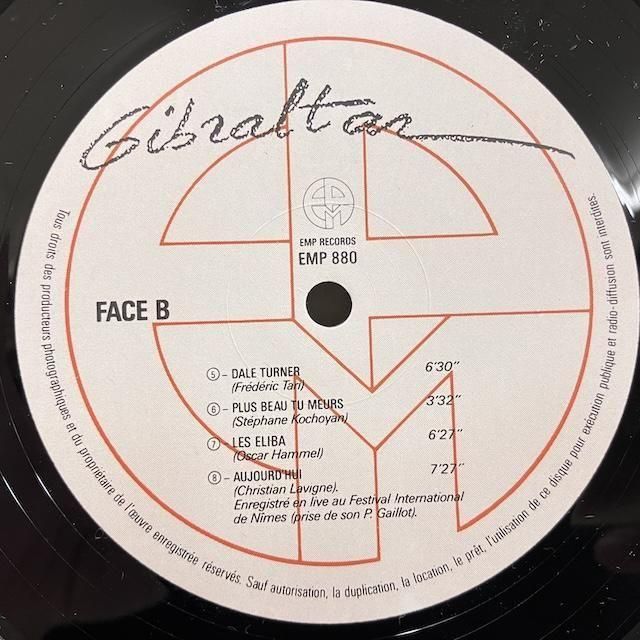 Gibraltar
EMP RECORDS
EMP 880
FACE B
5 – DALE TURNER 6'30"
(Frédéric Tan)
6 – PLUS BEAU TU MEURS 3'32"
(Stéphane Kochoyan)
7 – LES ELIBA 6'27"
(Oscar Hammel)
8 – AUJOURD'HUI 7'27"
(Christian Lavigne).
Enregistré en live au Festival International
de Nîmes (prise de son P. Gaillot).
Tous droits des producteurs photographiques et du propriétaire de l'œuvre enregistrée réservés. Sauf autorisation, la duplication, la location, le prêt, l'utilisation de ce disque pour exécution publique et radio-diffusion sont interdites.